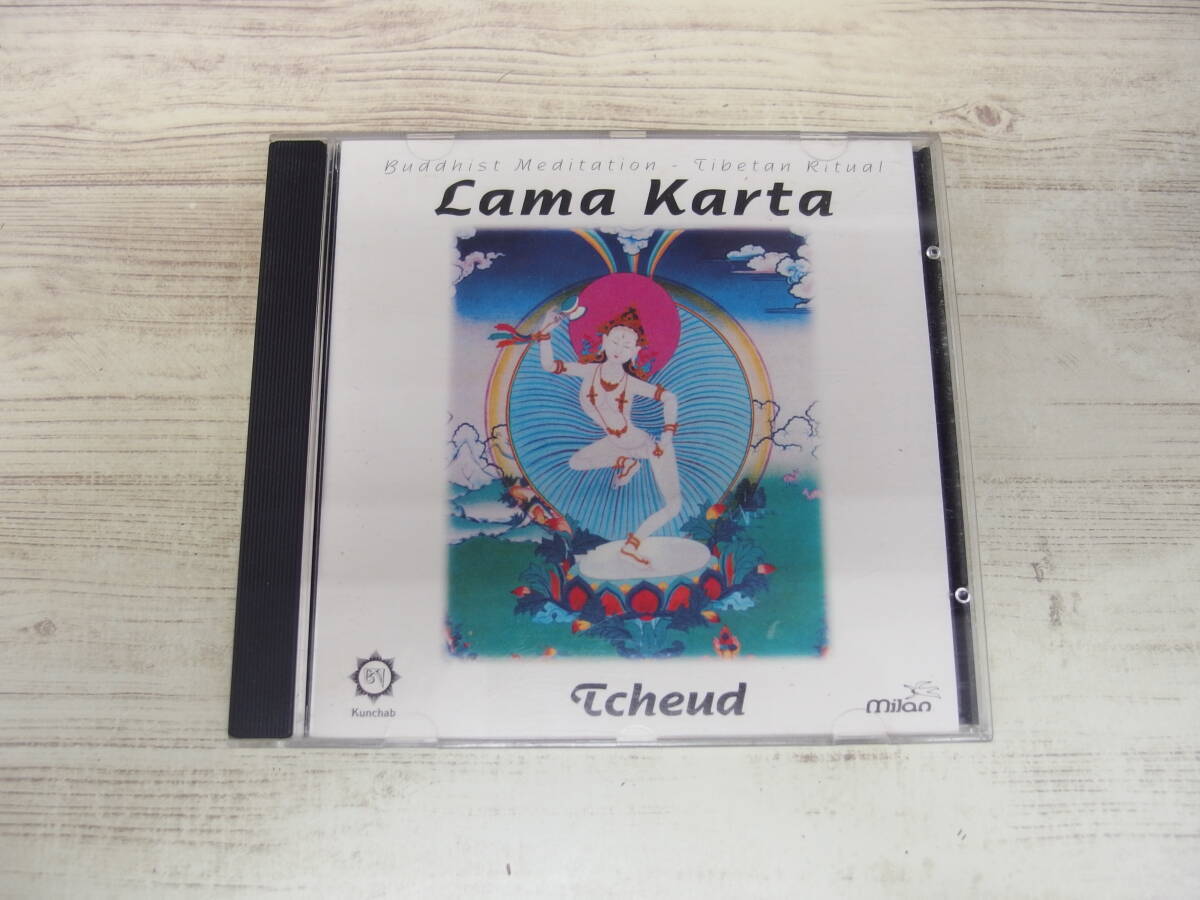 Buddhist Meditation - Tibetan Ritual
Lama Karta
Kunchab
Tcheud
Milan